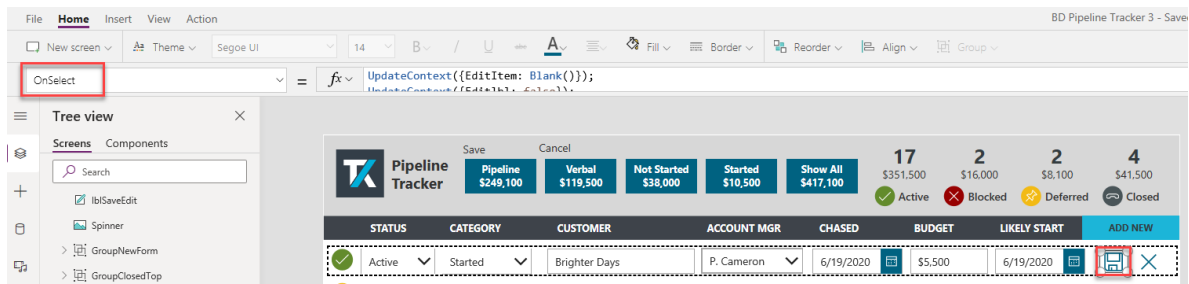 File Home Insert View Action BD Pipeline Tracker 3 - Save
New screen Theme Segoe UI 14 B / U abc A Fill Border Reorder Align Group
OnSelect = fx UpdateContext({EditItem: Blank()});
UpdateContext({EditLbl: false});
Tree view
Screens Components
Search
lblSaveEdit
Spinner
GroupNewForm
GroupClosedTop
TX Pipeline
Tracker
Save Cancel
Pipeline
$249,100
Verbal
$119,500
Not Started
$38,000
Started
$10,500
Show All
$417,100
17
$351,500
Active
2
$16,000
Blocked
2
$8,100
Deferred
4
$41,500
Closed
STATUS CATEGORY CUSTOMER ACCOUNT MGR CHASED BUDGET LIKELY START ADD NEW
Active Started Brighter Days P. Cameron 6/19/2020 $5,500 6/19/2020